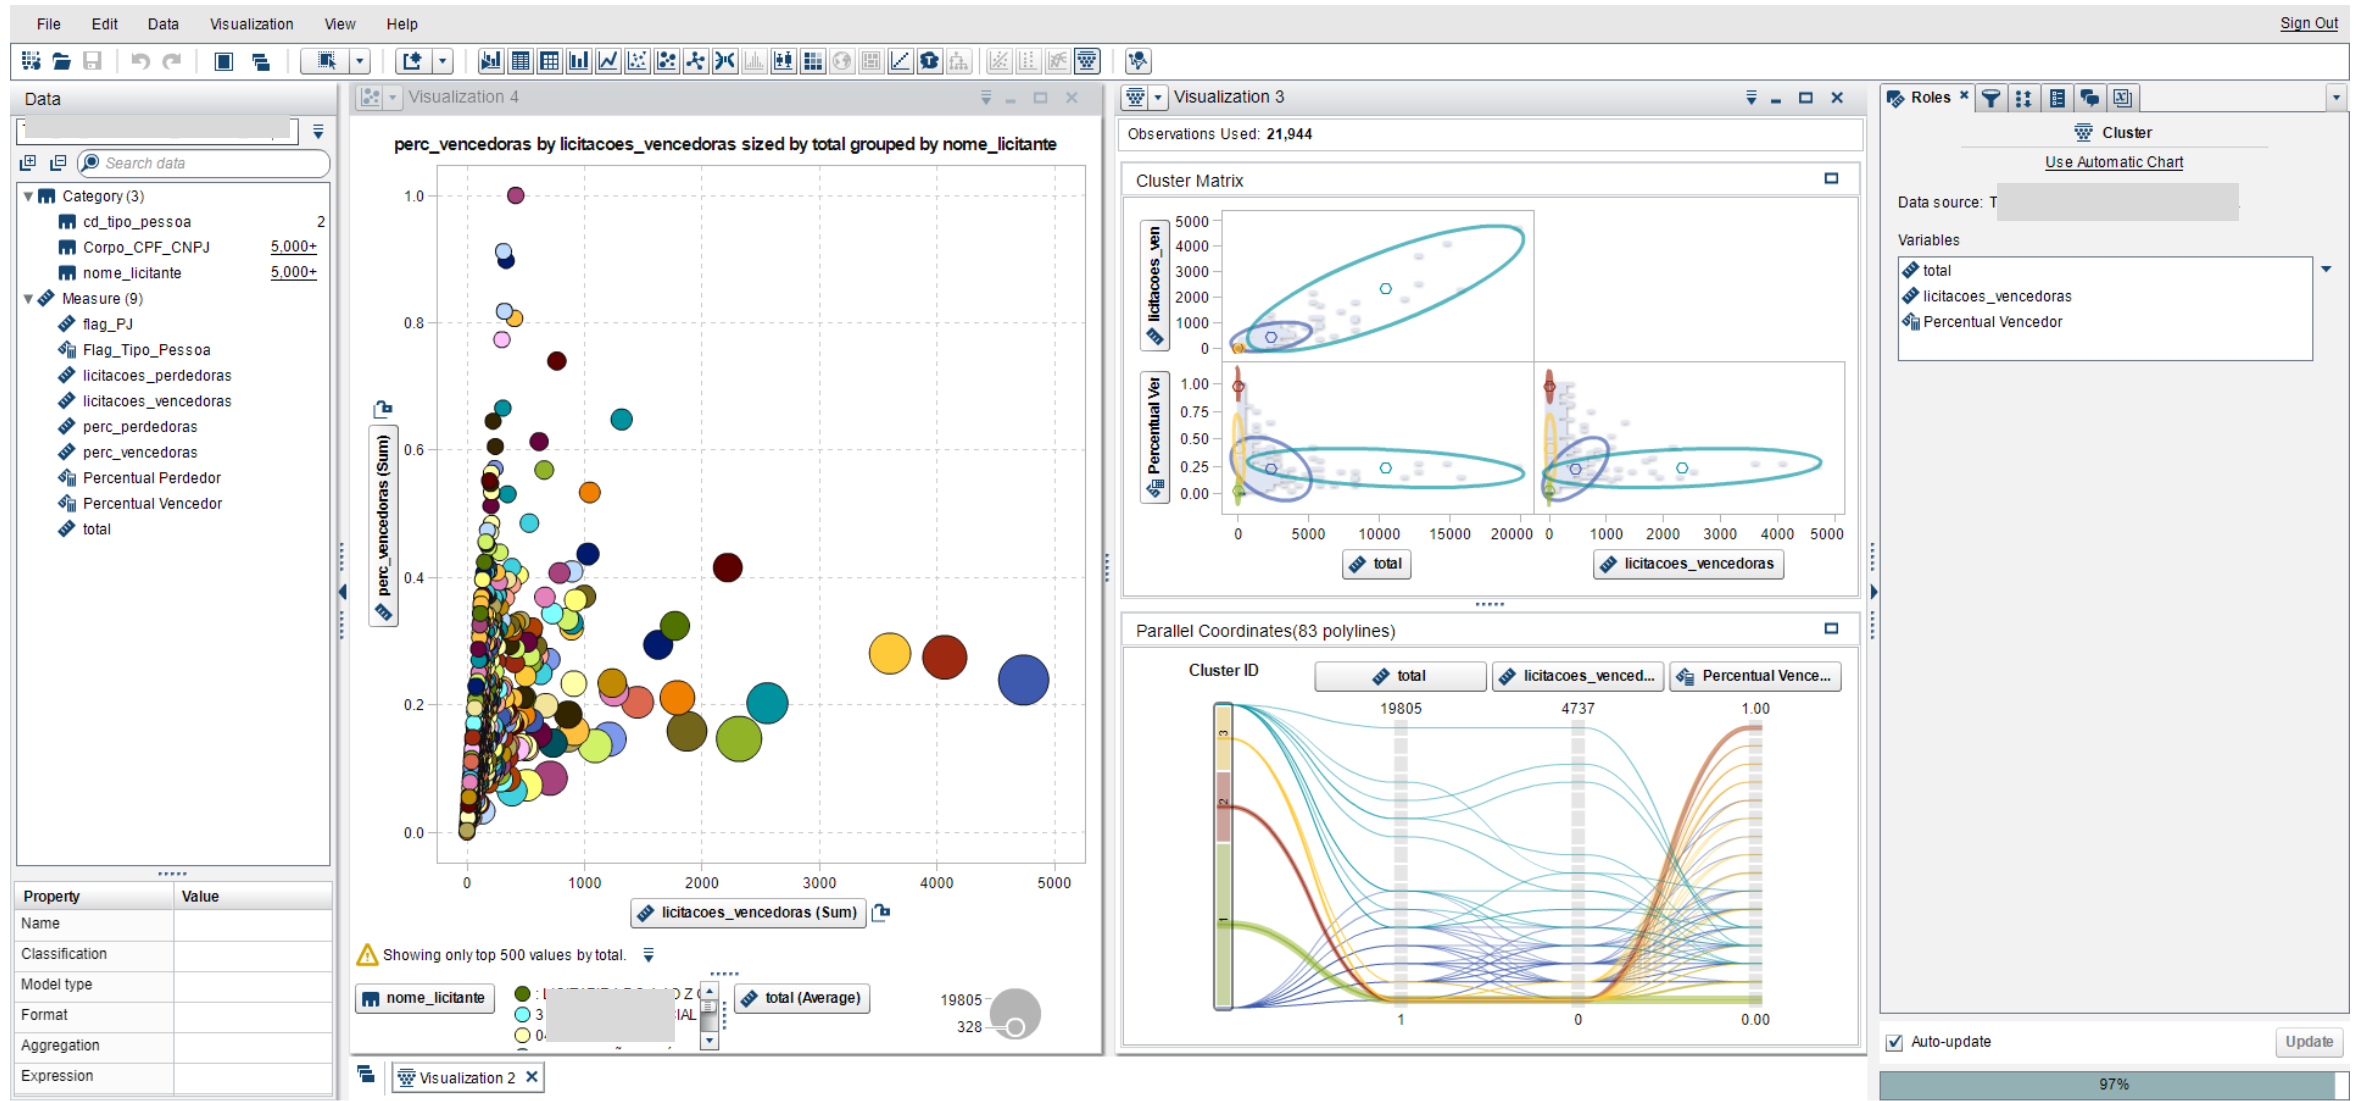 File Edit Data Visualization View Help Sign Out
Data
Search data
Category (3)
cd_tipo_pessoa 2
Corpo_CPF_CNPJ 5,000+
nome_licitante 5,000+
Measure (9)
flag_PJ
Flag_Tipo_Pessoa
licitacoes_perdedoras
licitacoes_vencedoras
perc_perdedoras
perc_vencedoras
Percentual Perdedor
Percentual Vencedor
total
Property Value
Name
Classification
Model type
Format
Aggregation
Expression
Visualization 4
perc_vencedoras by licitacoes_vencedoras sized by total grouped by nome_licitante
perc_vencedoras (Sum)
1.0
0.8
0.6
0.4
0.2
0.0
0 1000 2000 3000 4000 5000
licitacoes_vencedoras (Sum)
Showing only top 500 values by total.
nome_licitante
3 IAL
total (Average)
19805
328
Visualization 2
Visualization 3
Observations Used: 21,944
Cluster Matrix
licitacoes_ven
5000
4000
3000
2000
1000
0
Percentual Ver
1.00
0.75
0.50
0.25
0.00
0 5000 10000 15000 20000 0 1000 2000 3000 4000 5000
total licitacoes_vencedoras
Parallel Coordinates(83 polylines)
Cluster ID total licitacoes_venced... Percentual Vence...
19805 4737 1.00
3
2
1
1 0 0.00
Roles
Cluster
Use Automatic Chart
Data source: T
Variables
total
licitacoes_vencedoras
Percentual Vencedor
Auto-update Update
97%